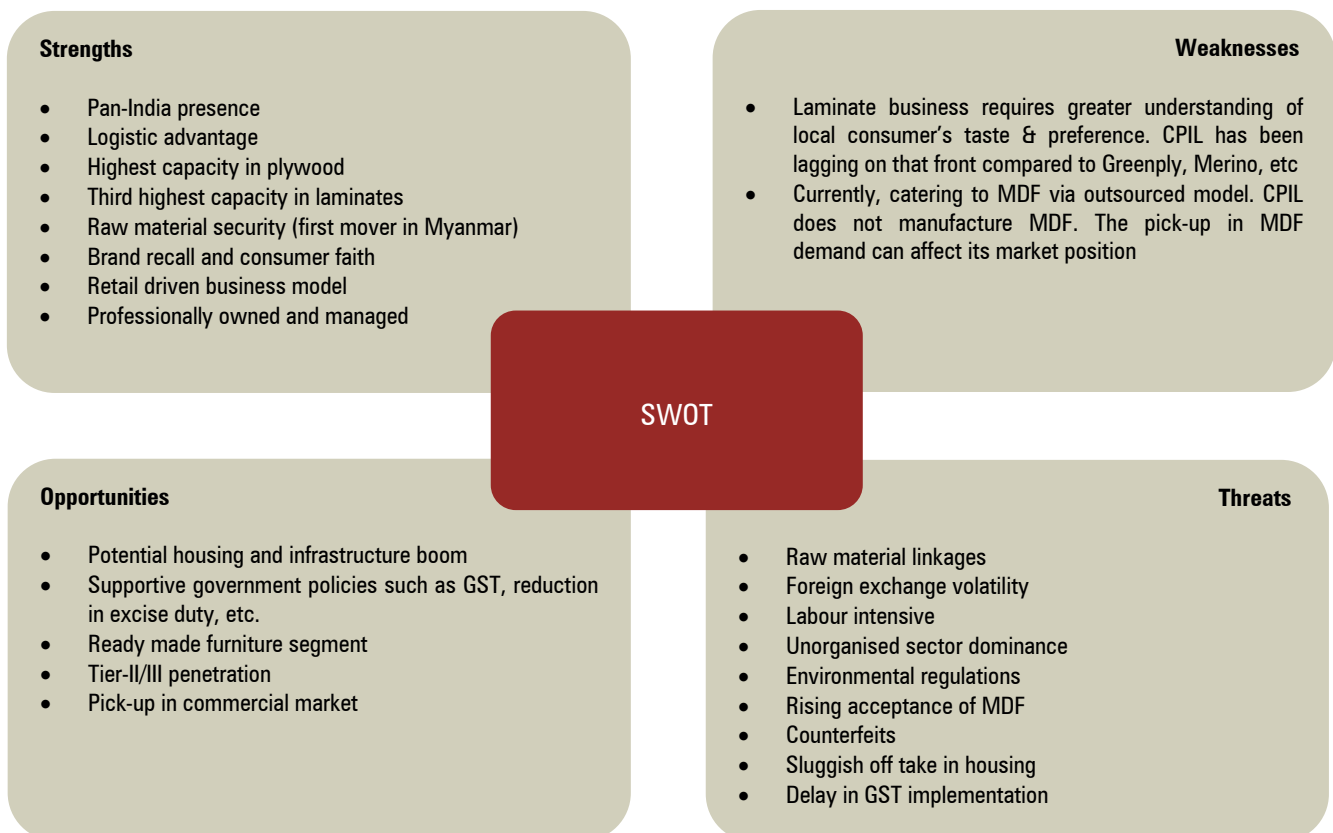 Strengths
• Pan-India presence
• Logistic advantage
• Highest capacity in plywood
• Third highest capacity in laminates
• Raw material security (first mover in Myanmar)
• Brand recall and consumer faith
• Retail driven business model
• Professionally owned and managed
Weaknesses
• Laminate business requires greater understanding of
local consumer's taste & preference. CPIL has been
lagging on that front compared to Greenply, Merino, etc
• Currently, catering to MDF via outsourced model. CPIL
does not manufacture MDF. The pick-up in MDF
demand can affect its market position
SWOT
Opportunities
• Potential housing and infrastructure boom
• Supportive government policies such as GST, reduction
in excise duty, etc.
• Ready made furniture segment
• Tier-II/III penetration
• Pick-up in commercial market
Threats
• Raw material linkages
• Foreign exchange volatility
• Labour intensive
• Unorganised sector dominance
• Environmental regulations
• Rising acceptance of MDF
• Counterfeits
• Sluggish off take in housing
• Delay in GST implementation